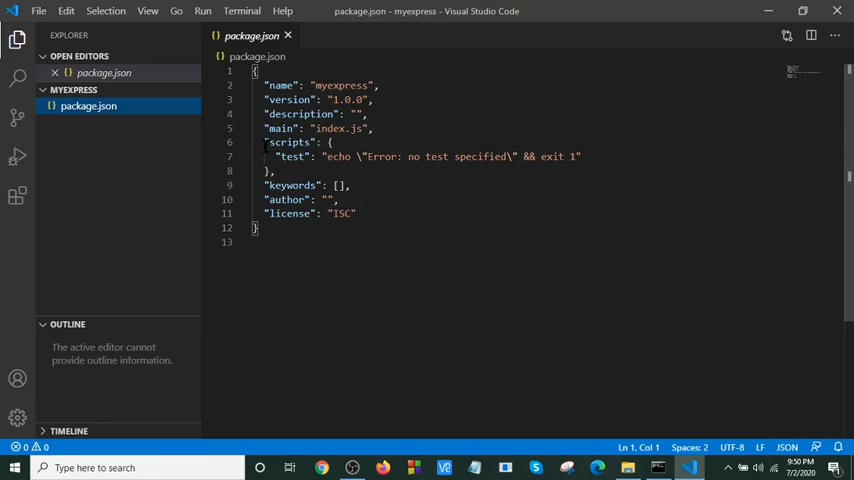 File Edit Selection View Go Run Terminal Help
package.json - myexpress - Visual Studio Code
EXPLORER
OPEN EDITORS
package.json
MYEXPRESS
package.json
OUTLINE
The active editor cannot
provide outline information.
TIMELINE
package.json
package.json
1 {
2 "name": "myexpress",
3 "version": "1.0.0",
4 "description": "",
5 "main": "index.js",
6 "scripts": {
7 "test": "echo \"Error: no test specified\" && exit 1"
8 },
9 "keywords": [],
10 "author": "",
11 "license": "ISC"
12 }
13
0 0
Ln 1, Col 1 Spaces: 2 UTF-8 LF JSON
Type here to search
9:50 PM
7/2/2020